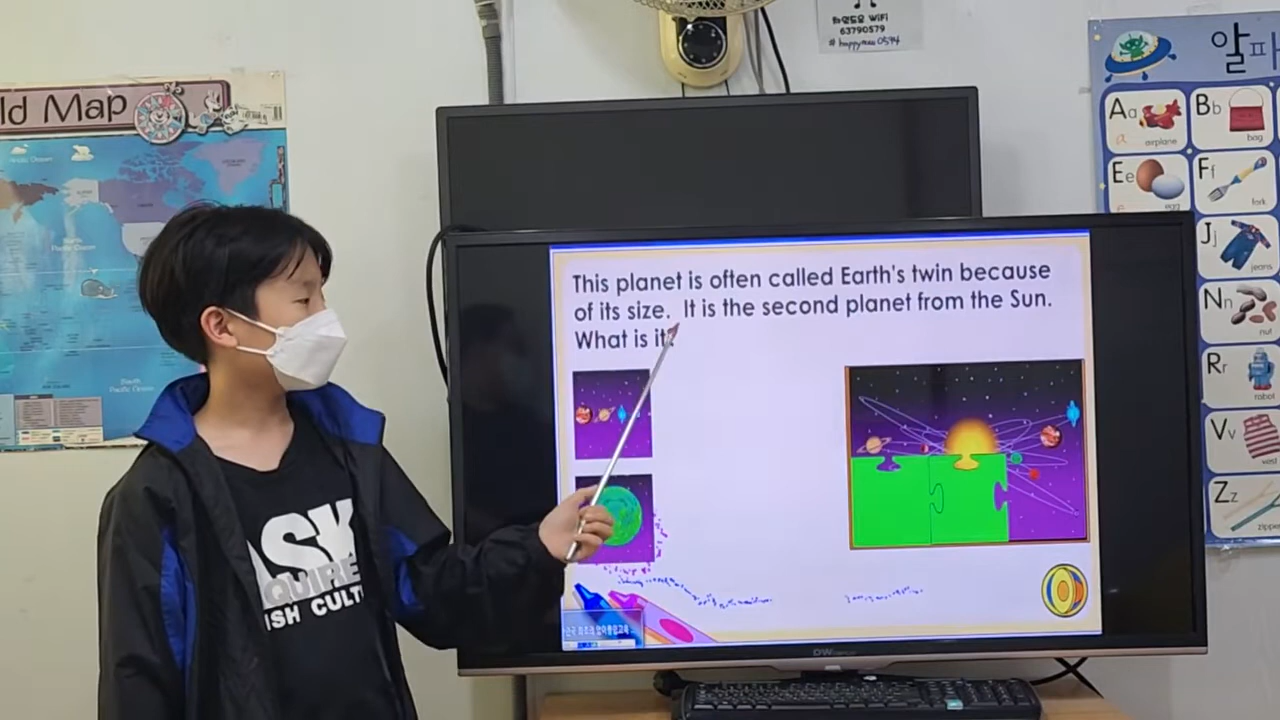 ld Map
WiFi
63790579
This planet is often called Earth's twin because
of its size. It is the second planet from the Sun.
What is it?
알파
Aa
airplane
Bb
bag
Ee
egg
Ff
fork
Jj
jeans
Nn
nut
Rr
robot
Vv
vest
Zz
zipper
ASK
QUIRE
ISH CULT